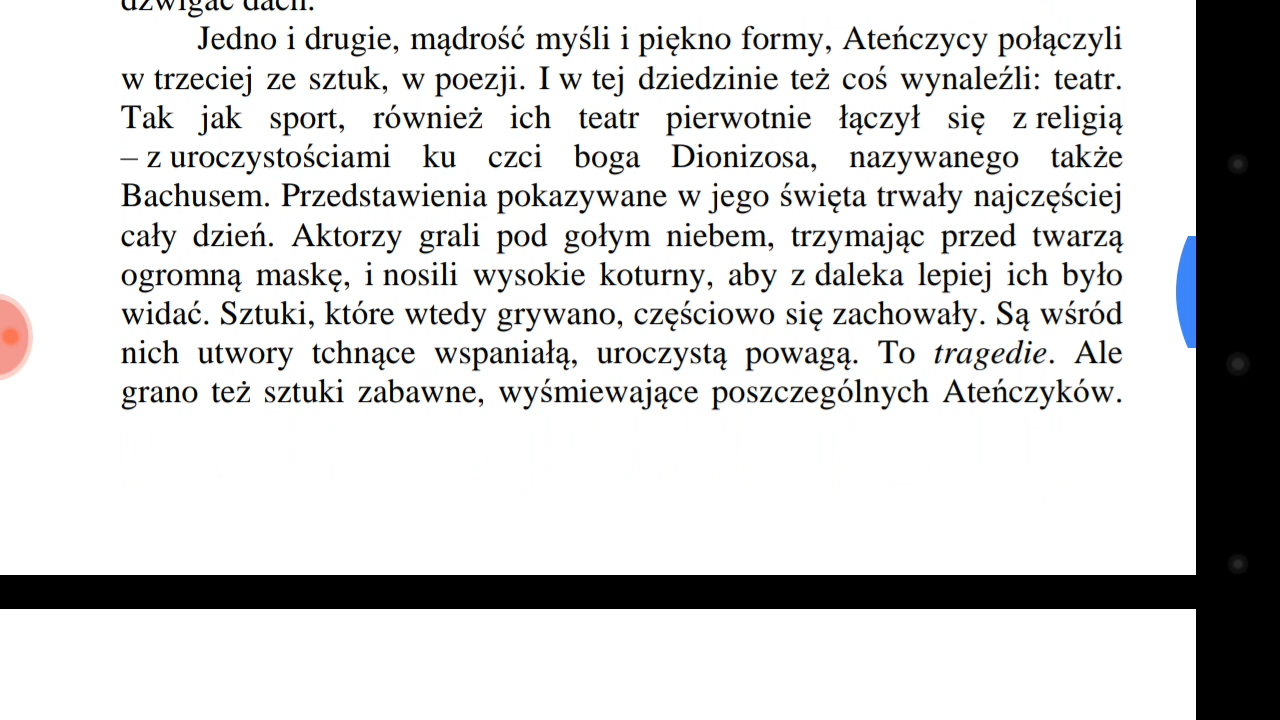 dźwigać dach.
Jedno i drugie, mądrość myśli i piękno formy, Ateńczycy połączyli
w trzeciej ze sztuk, w poezji. I w tej dziedzinie też coś wynaleźli: teatr.
Tak jak sport, również ich teatr pierwotnie łączył się z religią
– z uroczystościami ku czci boga Dionizosa, nazywanego także
Bachusem. Przedstawienia pokazywane w jego święta trwały najczęściej
cały dzień. Aktorzy grali pod gołym niebem, trzymając przed twarzą
ogromną maskę, i nosili wysokie koturny, aby z daleka lepiej ich było
widać. Sztuki, które wtedy grywano, częściowo się zachowały. Są wśród
nich utwory tchnące wspaniałą, uroczystą powagą. To tragedie. Ale
grano też sztuki zabawne, wyśmiewające poszczególnych Ateńczyków.